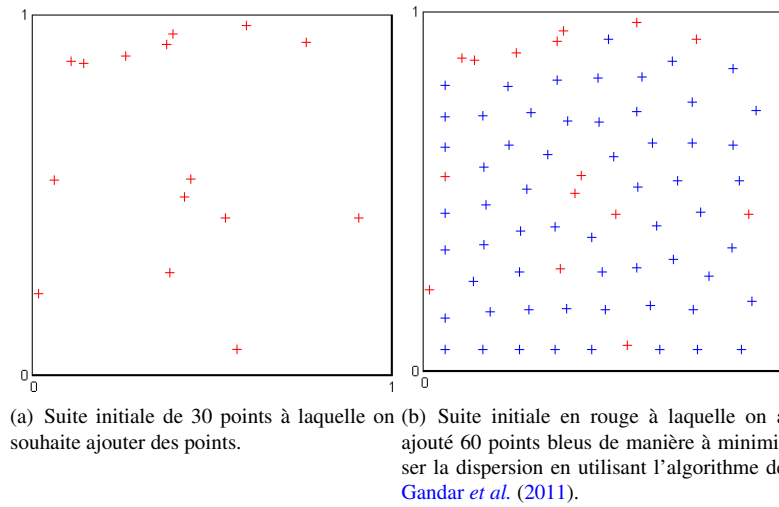 1
1
0
0
0
1
0
(a) Suite initiale de 30 points à laquelle on
souhaite ajouter des points.
(b) Suite initiale en rouge à laquelle on a
ajouté 60 points bleus de manière à minimi
ser la dispersion en utilisant l'algorithme de
Gandar et al. (2011).